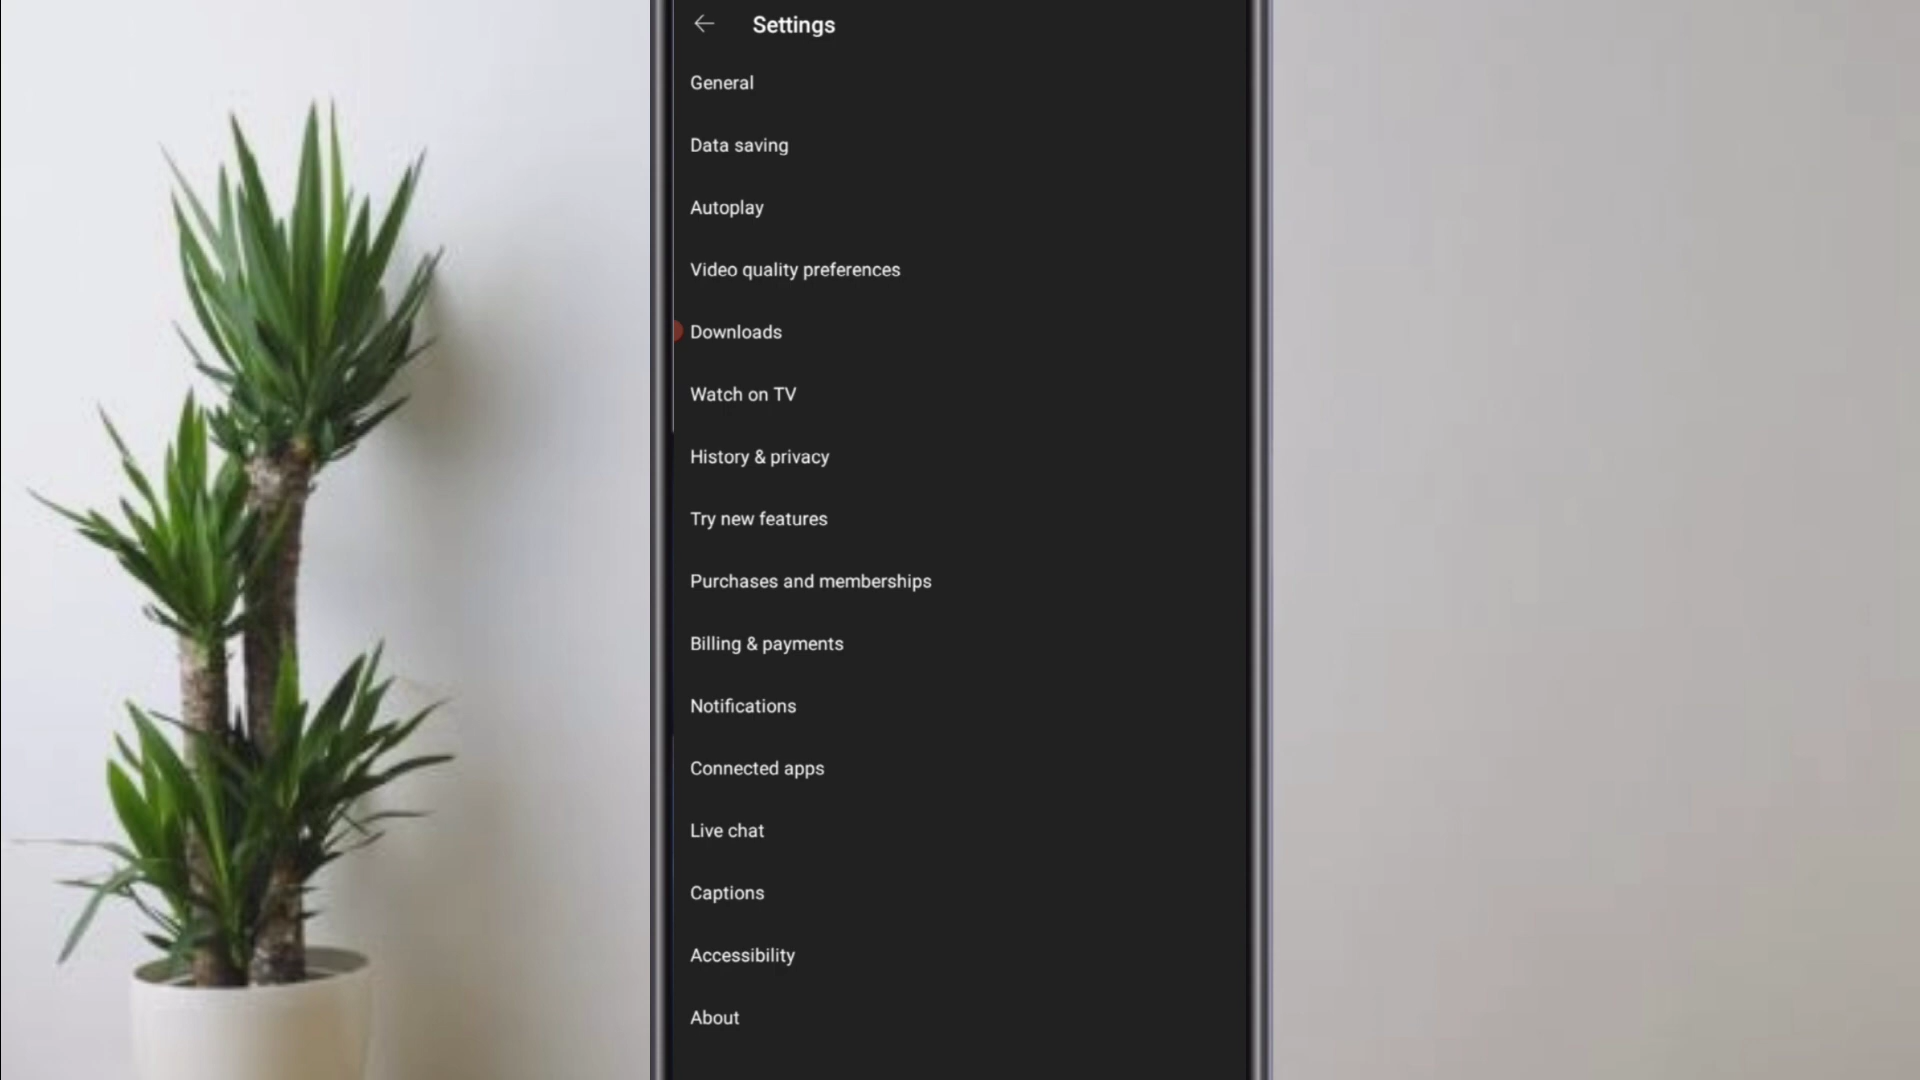 Settings
General
Data saving
Autoplay
Video quality preferences
Downloads
Watch on TV
History & privacy
Try new features
Purchases and memberships
Billing & payments
Notifications
Connected apps
Live chat
Captions
Accessibility
About